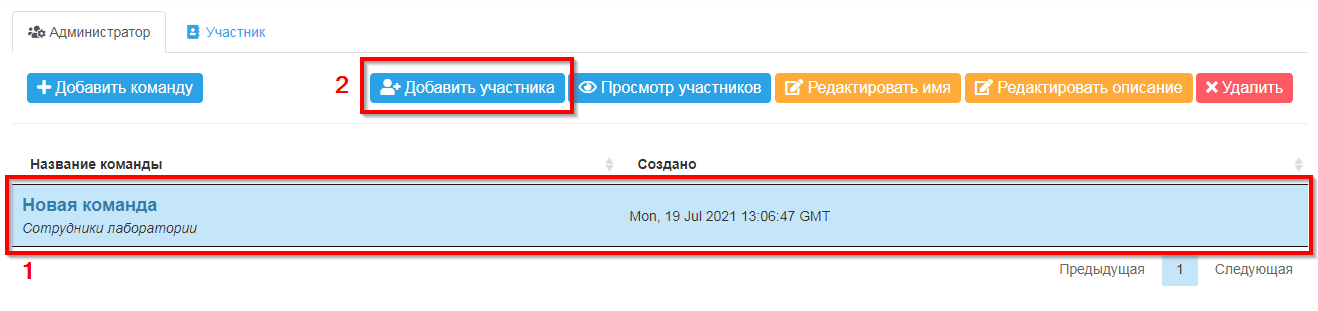 Администратор Участник
Добавить команду 2 Добавить участника Просмотр участников Редактировать имя Редактировать описание Удалить
Название команды Создано
Новая команда
Сотрудники лаборатории
Mon, 19 Jul 2021 13:06:47 GMT
1
Предыдущая 1 Следующая